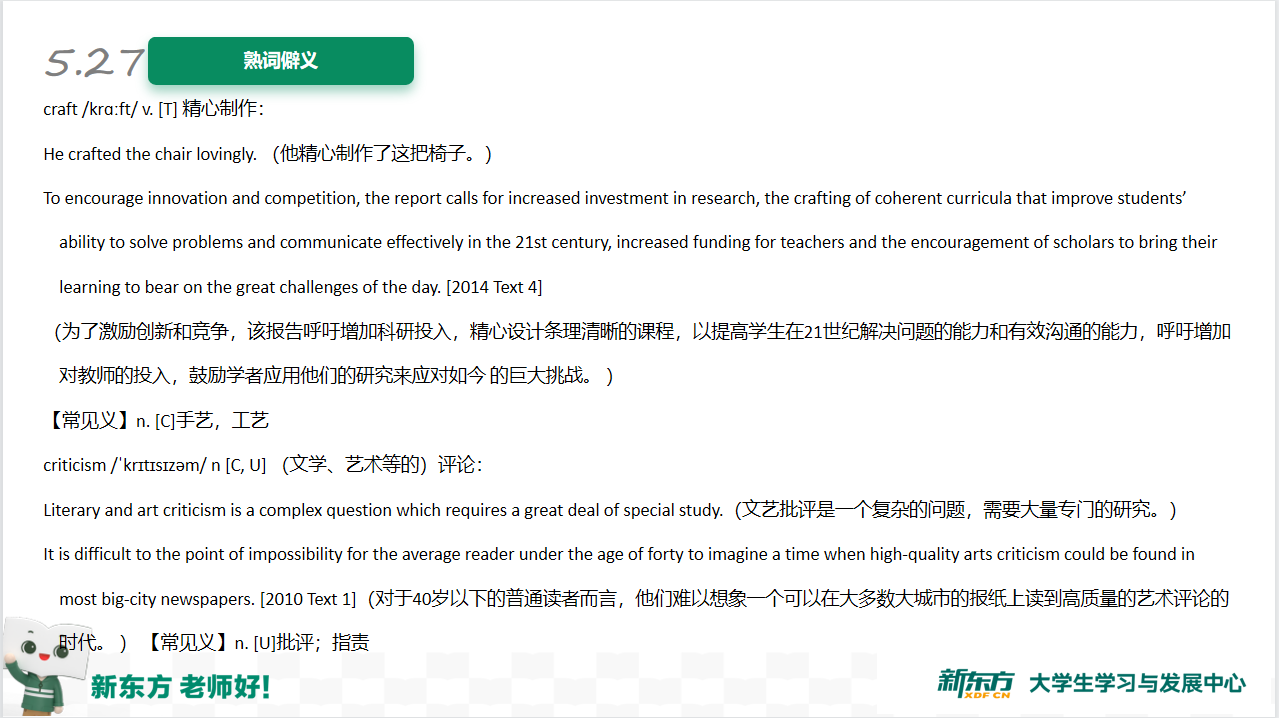 5.27 熟词僻义
craft /krɑːft/ v. [T] 精心制作：
He crafted the chair lovingly. （他精心制作了这把椅子。）
To encourage innovation and competition, the report calls for increased investment in research, the crafting of coherent curricula that improve students’
ability to solve problems and communicate effectively in the 21st century, increased funding for teachers and the encouragement of scholars to bring their
learning to bear on the great challenges of the day. [2014 Text 4]
(为了激励创新和竞争，该报告呼吁增加科研投入，精心设计条理清晰的课程，以提高学生在21世纪解决问题的能力和有效沟通的能力，呼吁增加
对教师的投入，鼓励学者应用他们的研究来应对如今 的巨大挑战。 )
【常见义】n. [C]手艺，工艺
criticism /ˈkrɪtɪsɪzəm/ n [C, U] （文学、艺术等的）评论：
Literary and art criticism is a complex question which requires a great deal of special study.（文艺批评是一个复杂的问题，需要大量专门的研究。）
It is difficult to the point of impossibility for the average reader under the age of forty to imagine a time when high-quality arts criticism could be found in
most big-city newspapers. [2010 Text 1]（对于40岁以下的普通读者而言，他们难以想象一个可以在大多数大城市的报纸上读到高质量的艺术评论的
时代。 ） 【常见义】n. [U]批评；指责
新东方 老师好!
新东方 XDF.CN 大学生学习与发展中心